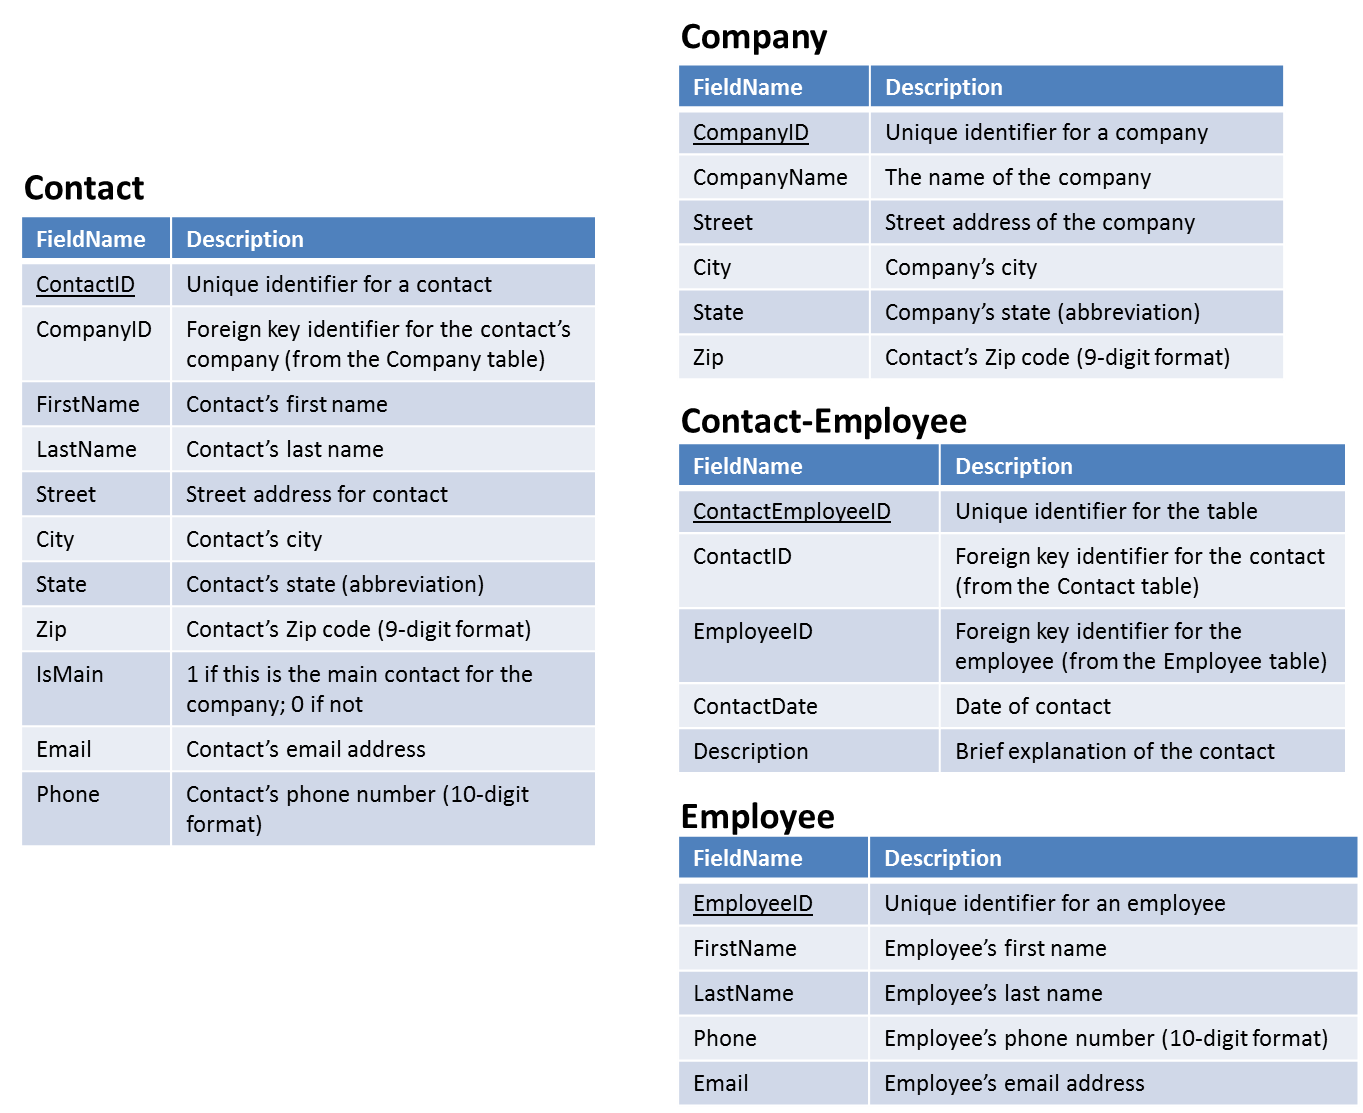 Contact
FieldName Description
ContactID Unique identifier for a contact
CompanyID Foreign key identifier for the contact’s
company (from the Company table)
FirstName Contact’s first name
LastName Contact’s last name
Street Street address for contact
City Contact’s city
State Contact’s state (abbreviation)
Zip Contact’s Zip code (9-digit format)
IsMain 1 if this is the main contact for the
company; 0 if not
Email Contact’s email address
Phone Contact’s phone number (10-digit
format)
Company
FieldName Description
CompanyID Unique identifier for a company
CompanyName The name of the company
Street Street address of the company
City Company’s city
State Company’s state (abbreviation)
Zip Contact’s Zip code (9-digit format)
Contact-Employee
FieldName Description
ContactEmployeeID Unique identifier for the table
ContactID Foreign key identifier for the contact
(from the Contact table)
EmployeeID Foreign key identifier for the
employee (from the Employee table)
ContactDate Date of contact
Description Brief explanation of the contact
Employee
FieldName Description
EmployeeID Unique identifier for an employee
FirstName Employee’s first name
LastName Employee’s last name
Phone Employee’s phone number (10-digit format)
Email Employee’s email address